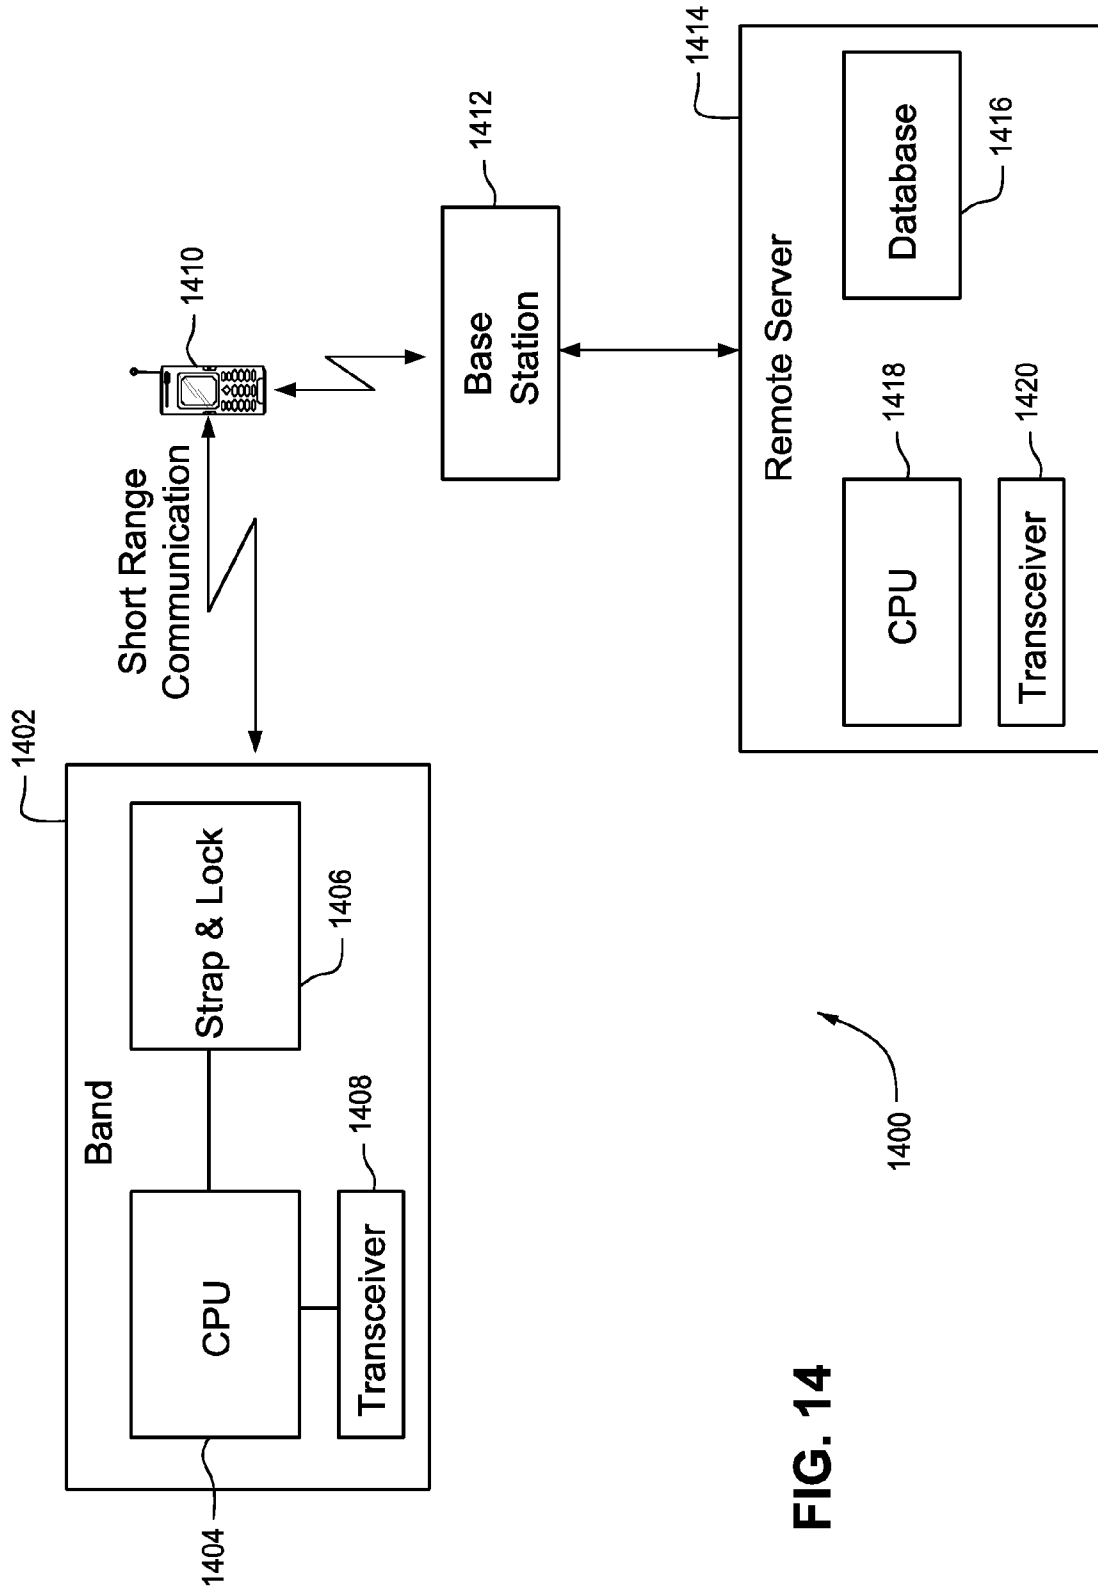 1402
Band
CPU
Strap & Lock
1404
1406
Transceiver
1408
Short Range
Communication
1410
Base
Station
1412
1414
Remote Server
CPU
1418
Database
1416
Transceiver
1420
1400
FIG. 14